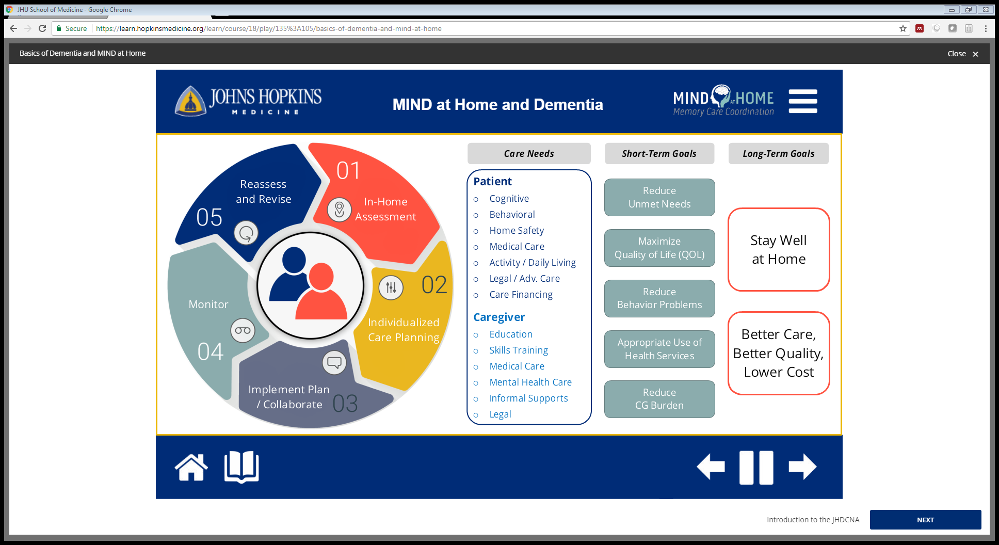 JHU School of Medicine - Google Chrome
Secure
https://learn.hopkinsmedicine.org/learn/course/18/play/135%3A105/basics-of-dementia-and-mind-at-home
Basics of Dementia and MIND at Home
Close
JOHNS HOPKINS
MEDICINE
MIND at Home and Dementia
MIND AT HOME
Memory Care Coordination
01
In-Home
Assessment
02
Individualized
Care Planning
03
Implement Plan
/ Collaborate
04
Monitor
05
Reassess
and Revise
Care Needs
Patient
Cognitive
Behavioral
Home Safety
Medical Care
Activity / Daily Living
Legal / Adv. Care
Care Financing
Caregiver
Education
Skills Training
Medical Care
Mental Health Care
Informal Supports
Legal
Short-Term Goals
Reduce
Unmet Needs
Maximize
Quality of Life (QOL)
Reduce
Behavior Problems
Appropriate Use of
Health Services
Reduce
CG Burden
Long-Term Goals
Stay Well
at Home
Better Care,
Better Quality,
Lower Cost
Introduction to the JHDCNA
NEXT